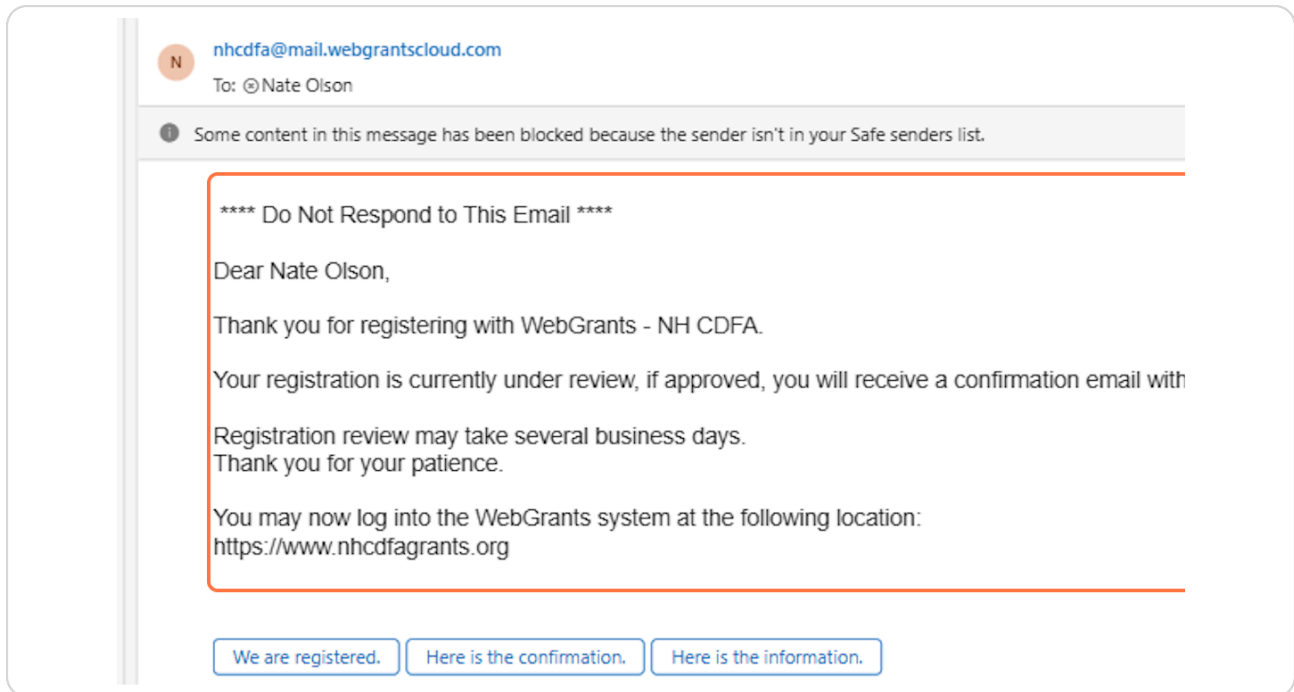 nhcdfa@mail.webgrantscloud.com
N
To: Nate Olson
Some content in this message has been blocked because the sender isn't in your Safe senders list.
**** Do Not Respond to This Email ****
Dear Nate Olson,
Thank you for registering with WebGrants - NH CDFA.
Your registration is currently under review, if approved, you will receive a confirmation email with
Registration review may take several business days.
Thank you for your patience.
You may now log into the WebGrants system at the following location:
https://www.nhcdfagrants.org
We are registered. Here is the confirmation. Here is the information.